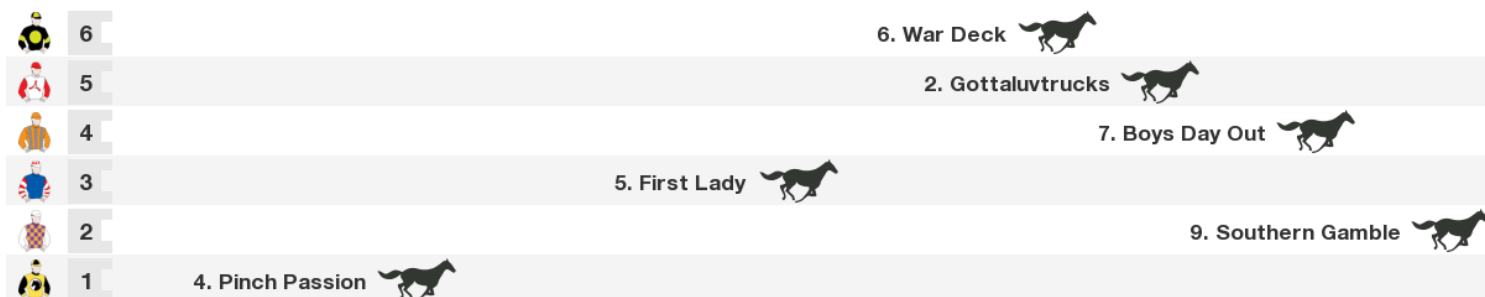 6 6. War Deck
5 2. Gottaluvtrucks
4 7. Boys Day Out
3 5. First Lady
2 9. Southern Gamble
1 4. Pinch Passion